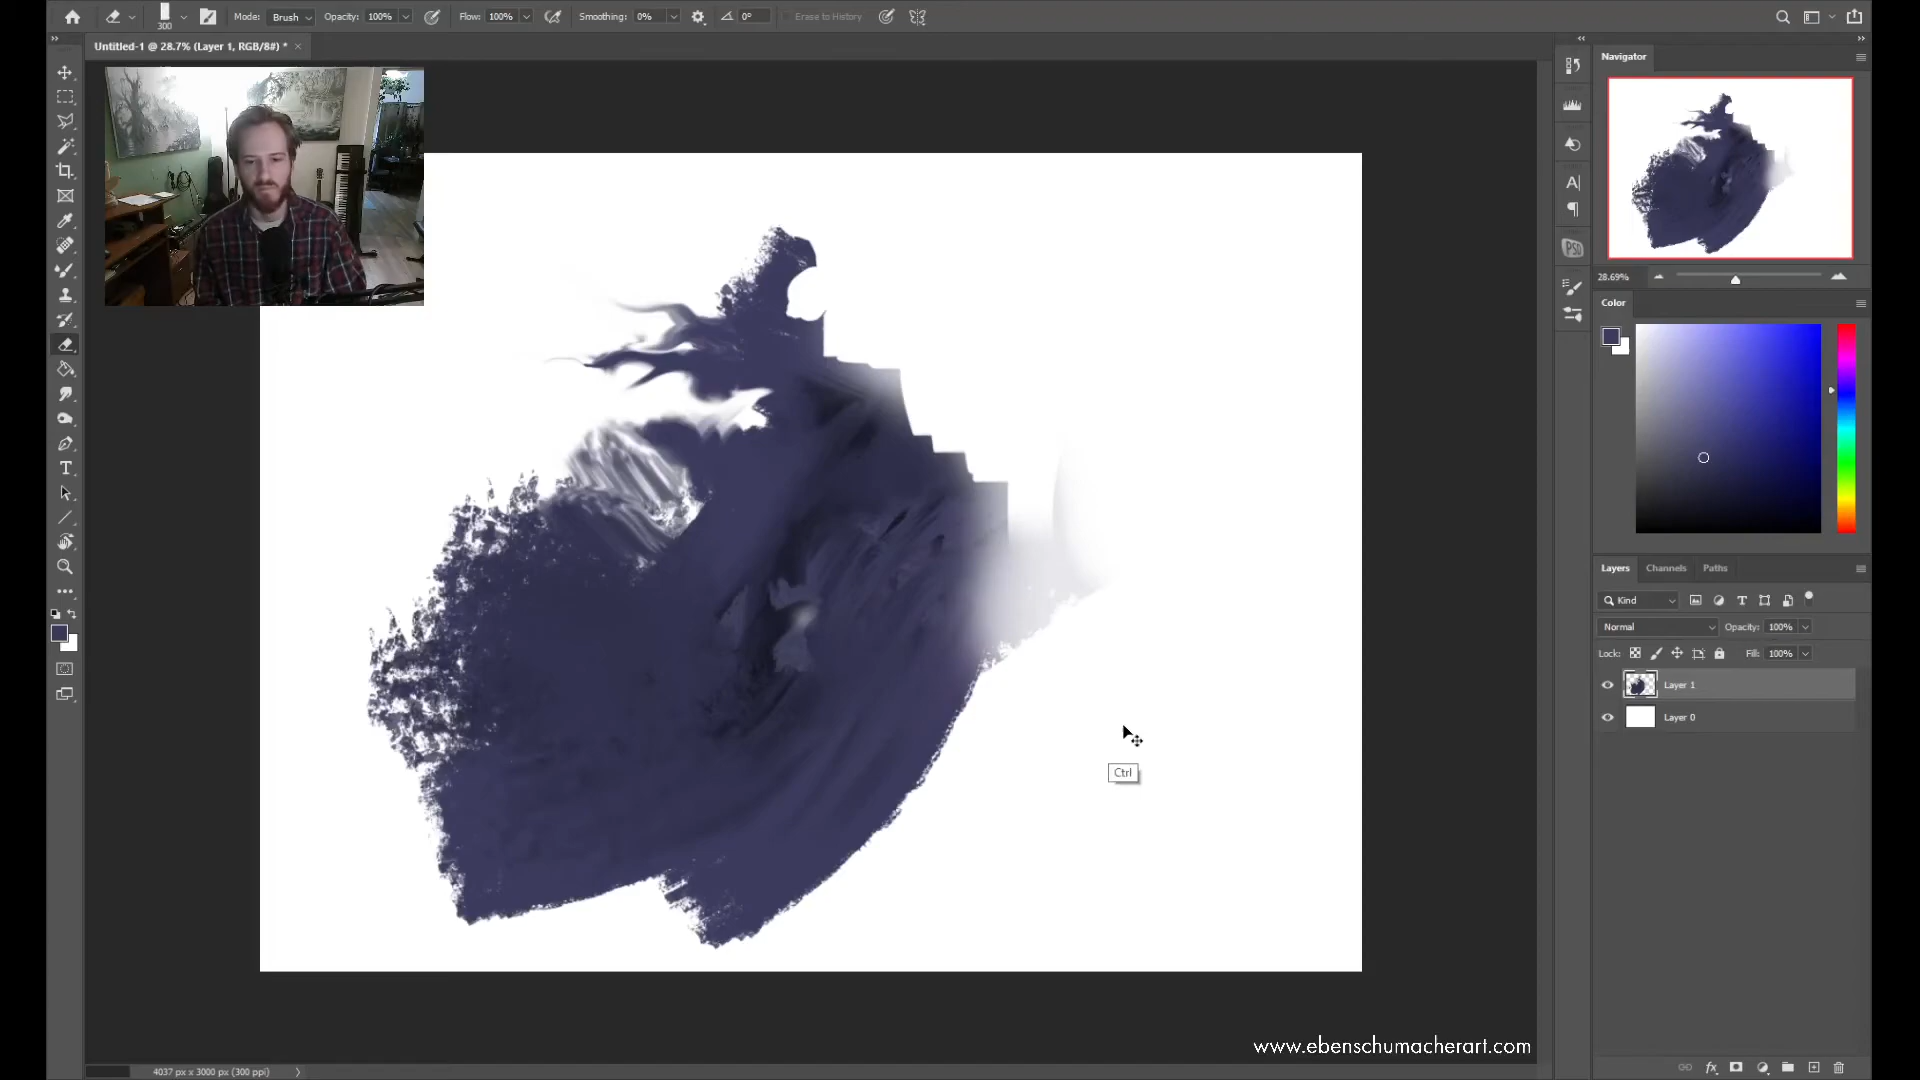 300
Mode: Brush Opacity: 100% Flow: 100% Smoothing: 0% 0° Erase to History
Untitled-1 @ 28.7% (Layer 1, RGB/8#) * ×
Navigator
28.69%
Color
Layers Channels Paths
Kind
Normal Opacity: 100%
Lock: Fill: 100%
Layer 1
Layer 0
Ctrl
www.ebenschumacherart.com
4037 px x 3000 px (300 ppi)